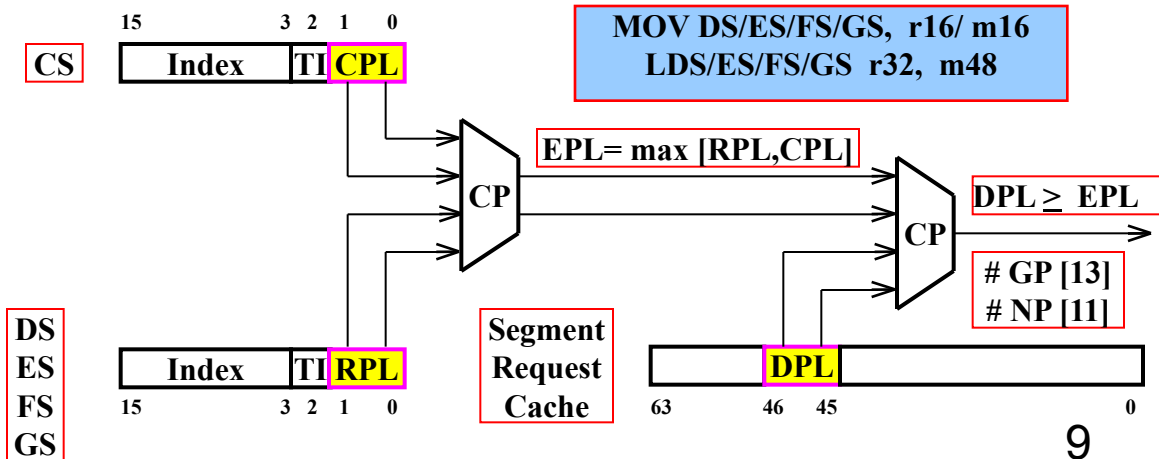 15 3 2 1 0
CS
Index TI CPL
MOV DS/ES/FS/GS, r16/ m16
LDS/ES/FS/GS r32, m48
EPL= max [RPL,CPL]
CP
DPL ≥ EPL
CP
# GP [13]
# NP [11]
DS
ES
FS
GS
Index TI RPL
15 3 2 1 0
Segment
Request
Cache
DPL
63 46 45 0
9